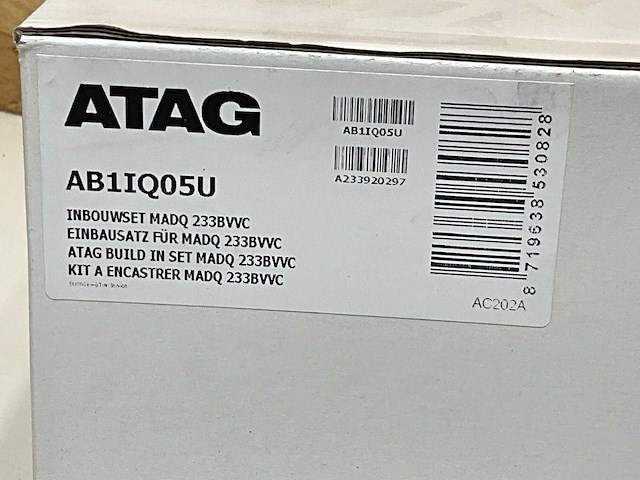 ATAG
AB1IQ05U
A233920297
AB1IQ05U
INBOUWSET MADQ 233BVVC
EINBAUSATZ FÜR MADQ 233BVVC
ATAG BUILD IN SET MADQ 233BVVC
KIT A ENCASTRER MADQ 233BVVC
8 719638 530828
AC202A